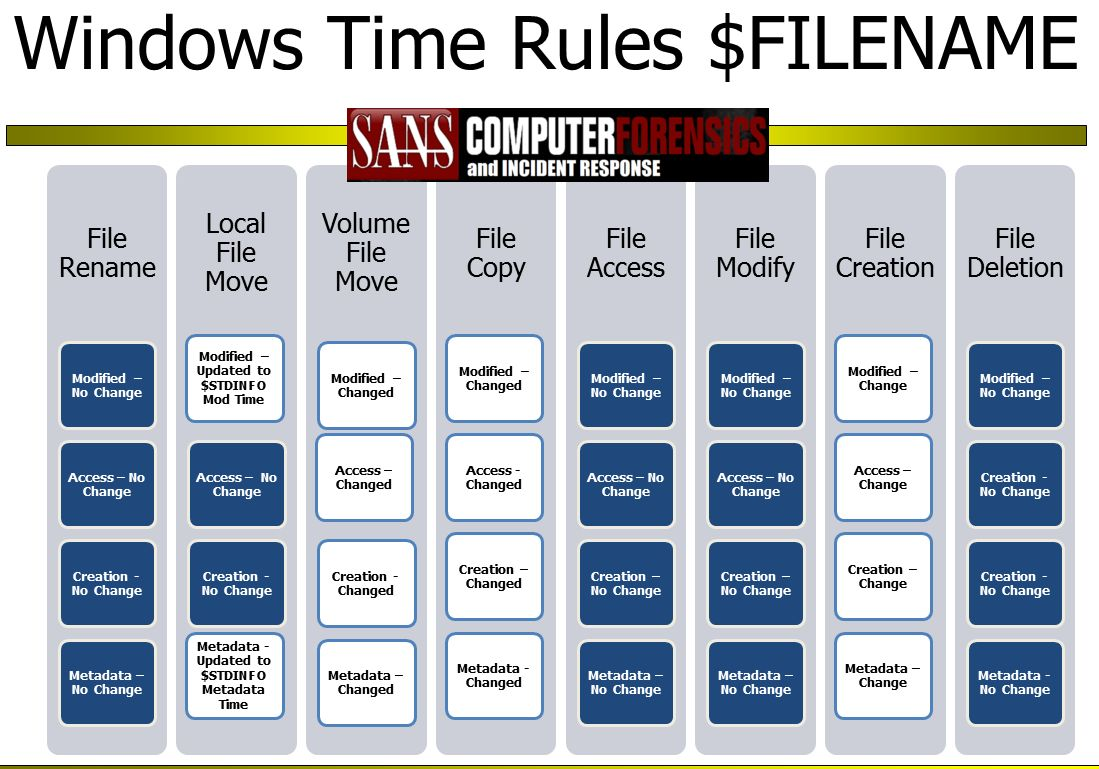 Windows Time Rules $FILENAME
SANS COMPUTER FORENSICS
and INCIDENT RESPONSE
File
Rename
Local
File
Move
Volume
File
Move
File
Copy
File
Access
File
Modify
File
Creation
File
Deletion
Modified –
No Change
Modified –
Updated to
$STDINFO
Mod Time
Modified –
Changed
Modified –
Changed
Modified –
No Change
Modified –
No Change
Modified –
Change
Modified –
No Change
Access – No
Change
Access – No
Change
Access –
Changed
Access -
Changed
Access – No
Change
Access – No
Change
Access –
Change
Creation -
No Change
Creation -
No Change
Creation -
No Change
Creation -
Changed
Creation –
Changed
Creation –
No Change
Creation –
No Change
Creation –
Change
Creation -
No Change
Metadata –
No Change
Metadata -
Updated to
$STDINFO
Metadata
Time
Metadata –
Changed
Metadata -
Changed
Metadata –
No Change
Metadata –
No Change
Metadata –
Change
Metadata -
No Change